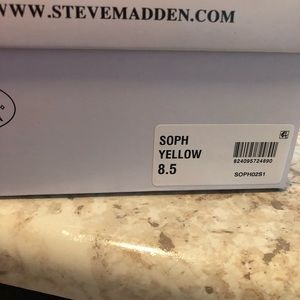 WWW.STEVEMADDEN.COM
SOPH
YELLOW
8.5
824095724890
SOPH02S1